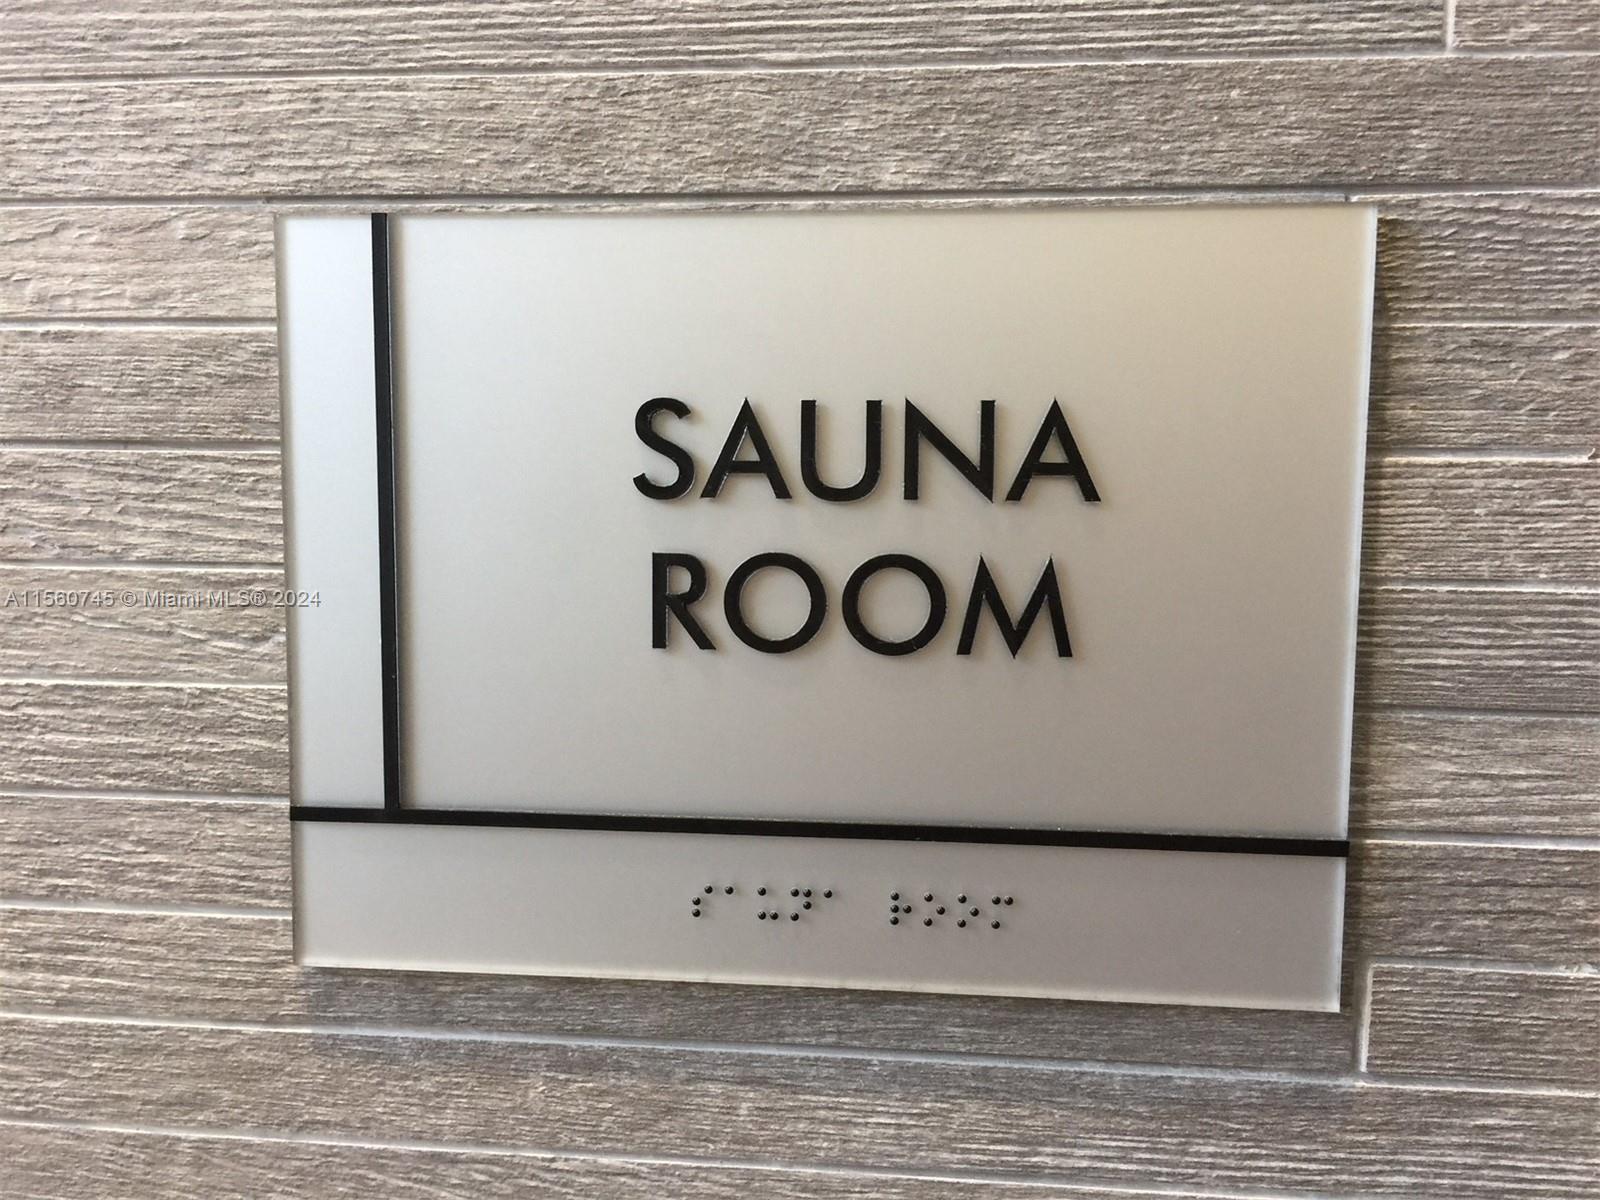 SAUNA
ROOM
A11560745 © Miami MLS® 2024
⠎⠁⠥⠝⠁ ⠗⠕⠕⠍